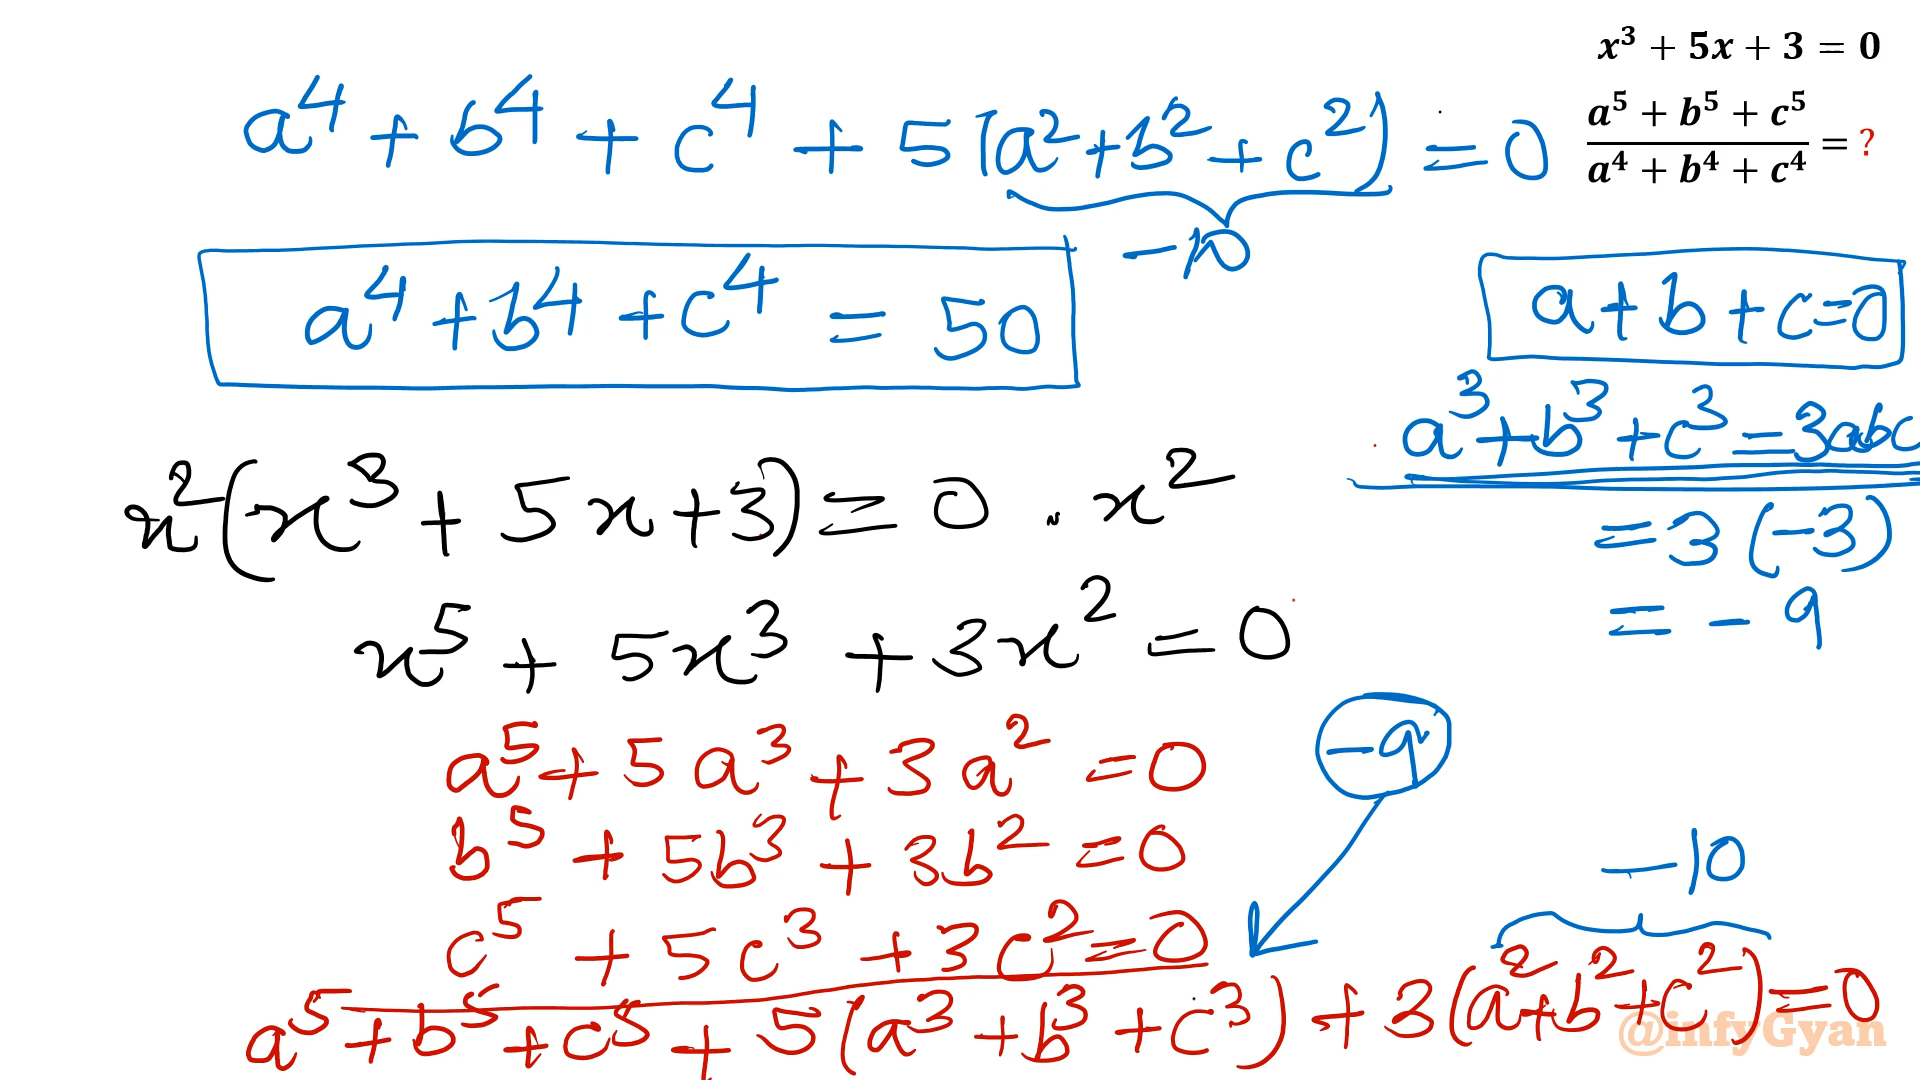 x³ + 5x + 3 = 0
a⁵ + b⁵ + c⁵
a⁴ + b⁴ + c⁴
= ?
a⁴ + b⁴ + c⁴ + 5(a² + b² + c²) = 0
-10
a⁴ + b⁴ + c⁴ = 50
a + b + c = 0
a³ + b³ + c³ = 3abc
= 3(-3)
= -9
x²(x³ + 5x + 3) = 0 · x²
x⁵ + 5x³ + 3x² = 0
a⁵ + 5a³ + 3a² = 0
-9
b⁵ + 5b³ + 3b² = 0
-10
c⁵ + 5c³ + 3c² = 0
a⁵ + b⁵ + c⁵ + 5(a³ + b³ + c³) + 3(a² + b² + c²) = 0
@infyGyan